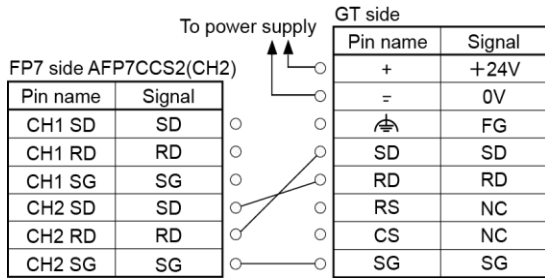 To power supply
GT side
Pin name Signal
+ +24V
= 0V
FG
SD SD
RD RD
RS NC
CS NC
SG SG
FP7 side AFP7CCS2(CH2)
Pin name Signal
CH1 SD SD
CH1 RD RD
CH1 SG SG
CH2 SD SD
CH2 RD RD
CH2 SG SG